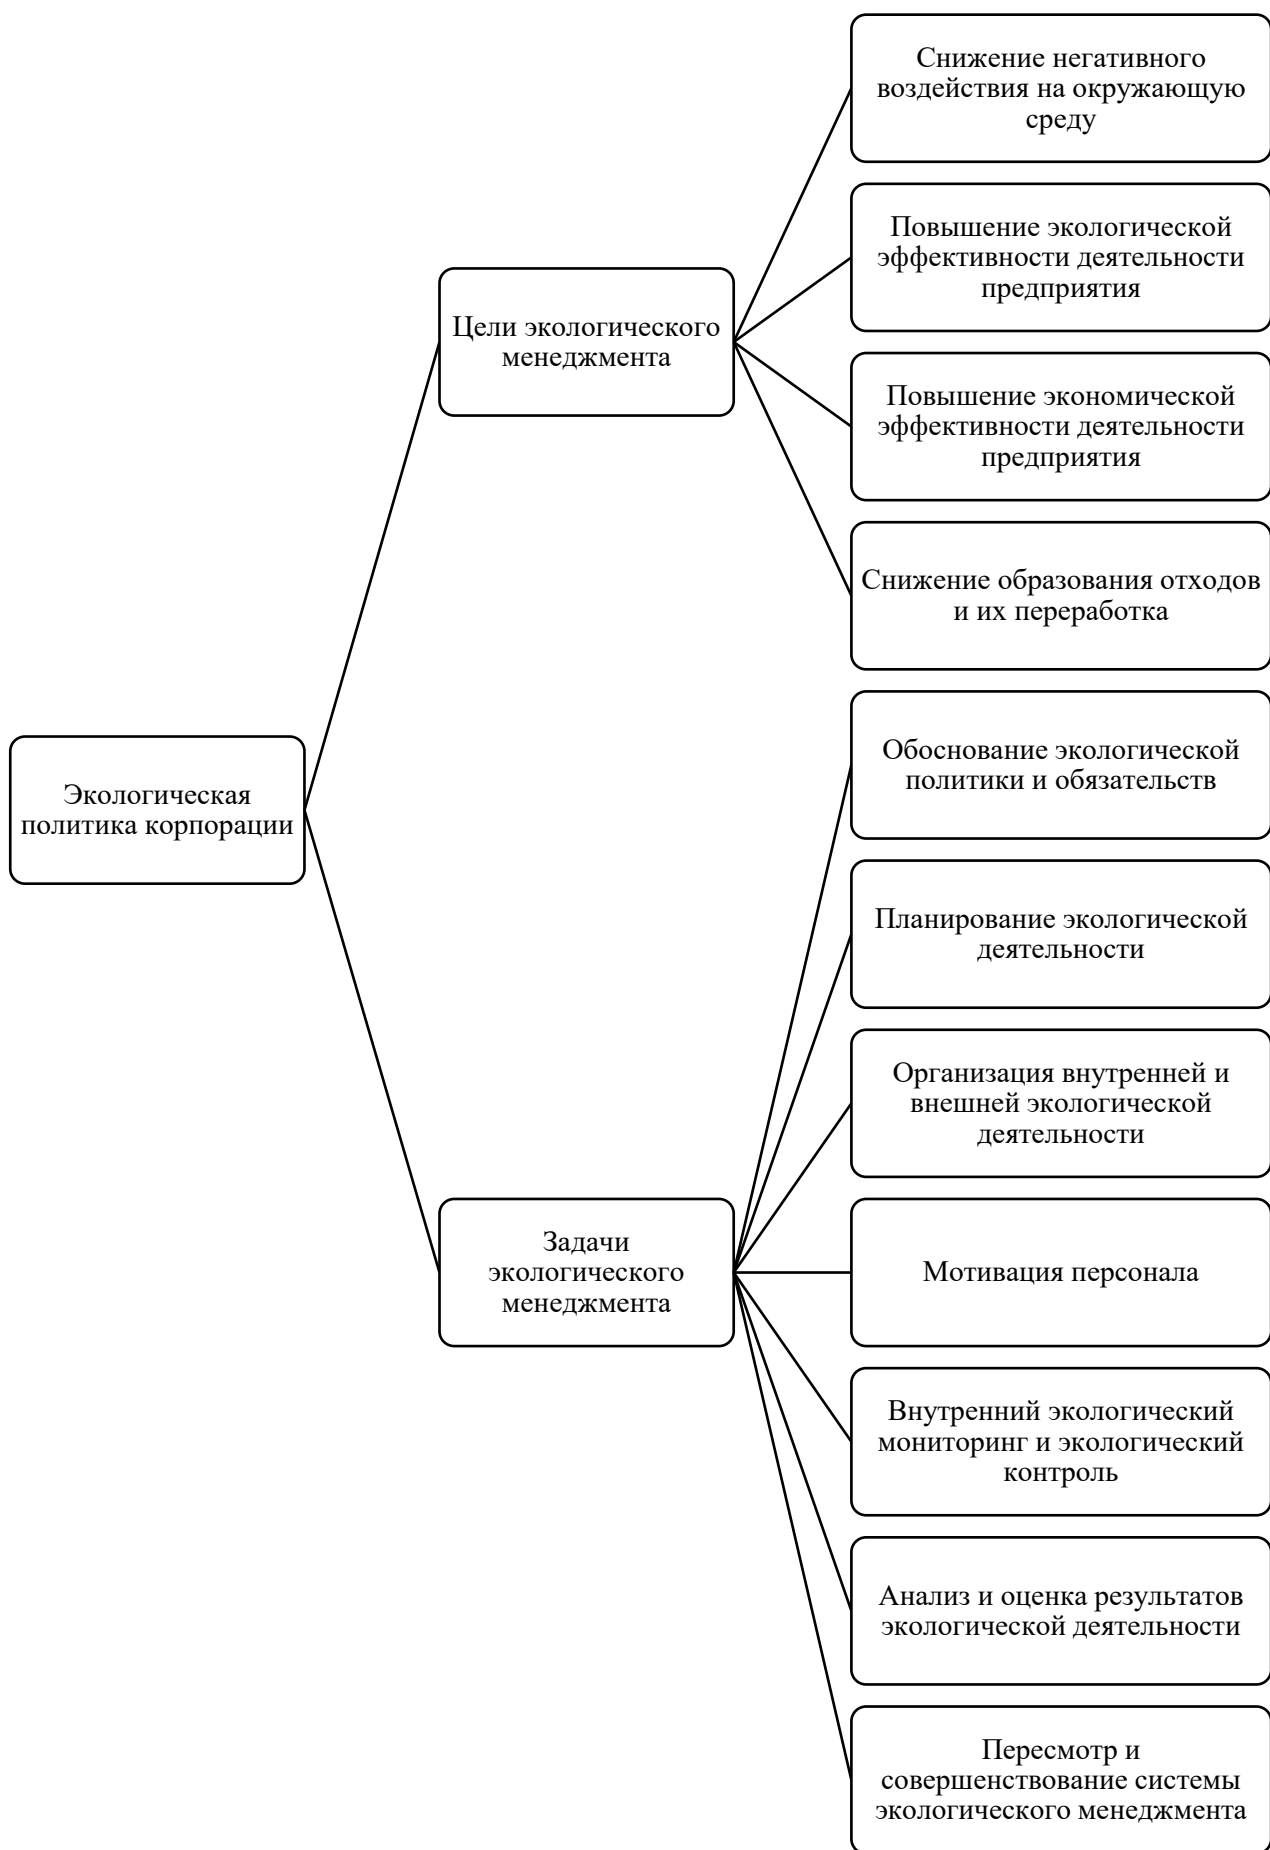 Экологическая
политика корпорации
Цели экологического
менеджмента
Снижение негативного
воздействия на окружающую
среду
Повышение экологической
эффективности деятельности
предприятия
Повышение экономической
эффективности деятельности
предприятия
Снижение образования отходов
и их переработка
Задачи
экологического
менеджмента
Обоснование экологической
политики и обязательств
Планирование экологической
деятельности
Организация внутренней и
внешней экологической
деятельности
Мотивация персонала
Внутренний экологический
мониторинг и экологический
контроль
Анализ и оценка результатов
экологической деятельности
Пересмотр и
совершенствование системы
экологического менеджмента